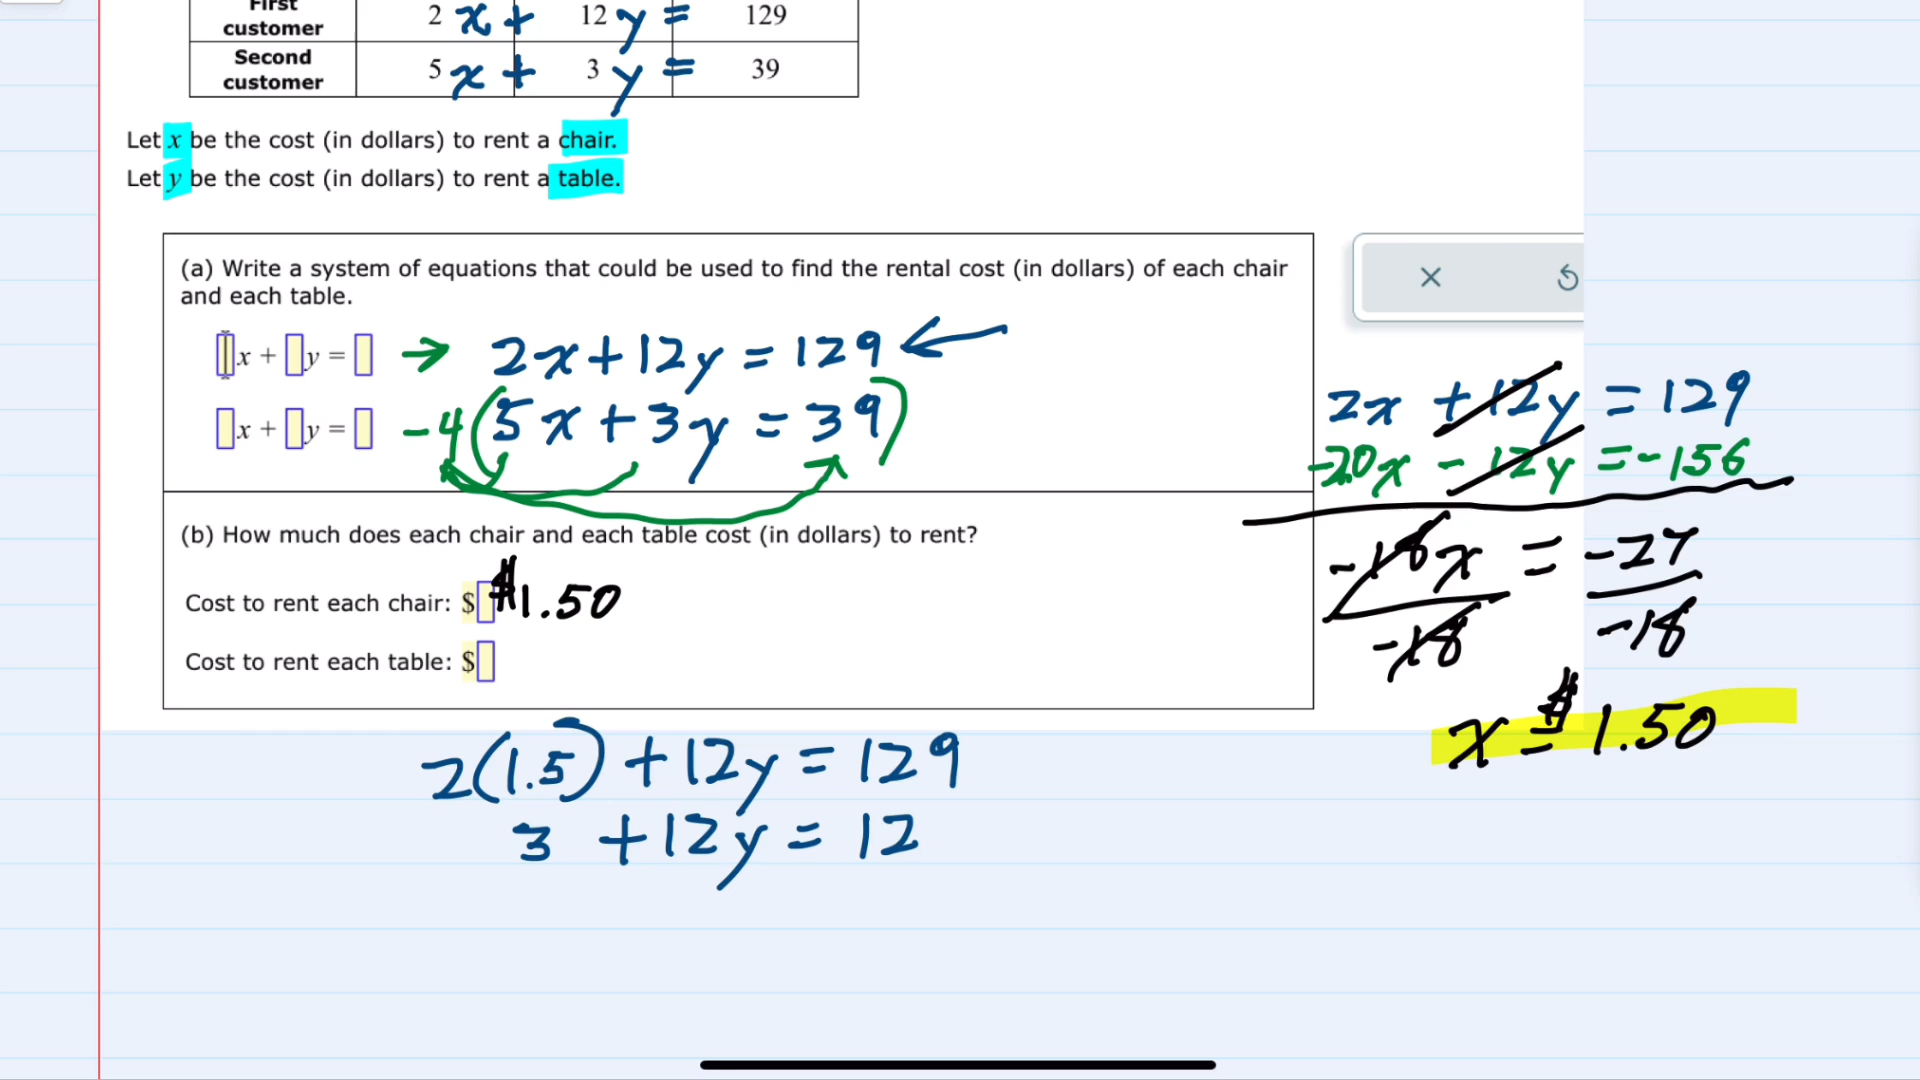 First
customer 2 x + 12 y = 129
Second
customer 5 x + 3 y = 39
Let x be the cost (in dollars) to rent a chair.
Let y be the cost (in dollars) to rent a table.
(a) Write a system of equations that could be used to find the rental cost (in dollars) of each chair
and each table.
x + y = → 2x + 12y = 129 ←
x + y = -4(5x + 3y = 39)
2x + 12y = 129
-20x - 12y = -156
-18x = -27
-18 -18
x = $1.50
(b) How much does each chair and each table cost (in dollars) to rent?
Cost to rent each chair: $ $1.50
Cost to rent each table: $
2(1.5) + 12y = 129
3 + 12y = 12